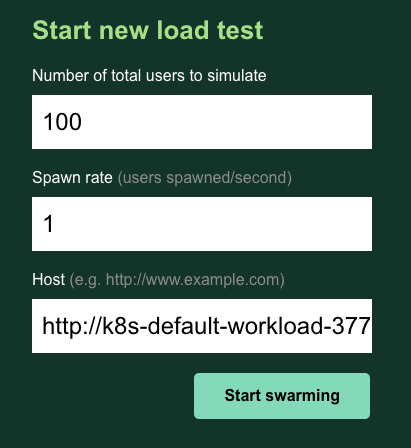 Start new load test
Number of total users to simulate
100
Spawn rate (users spawned/second)
1
Host (e.g. http://www.example.com)
http://k8s-default-workload-377
Start swarming